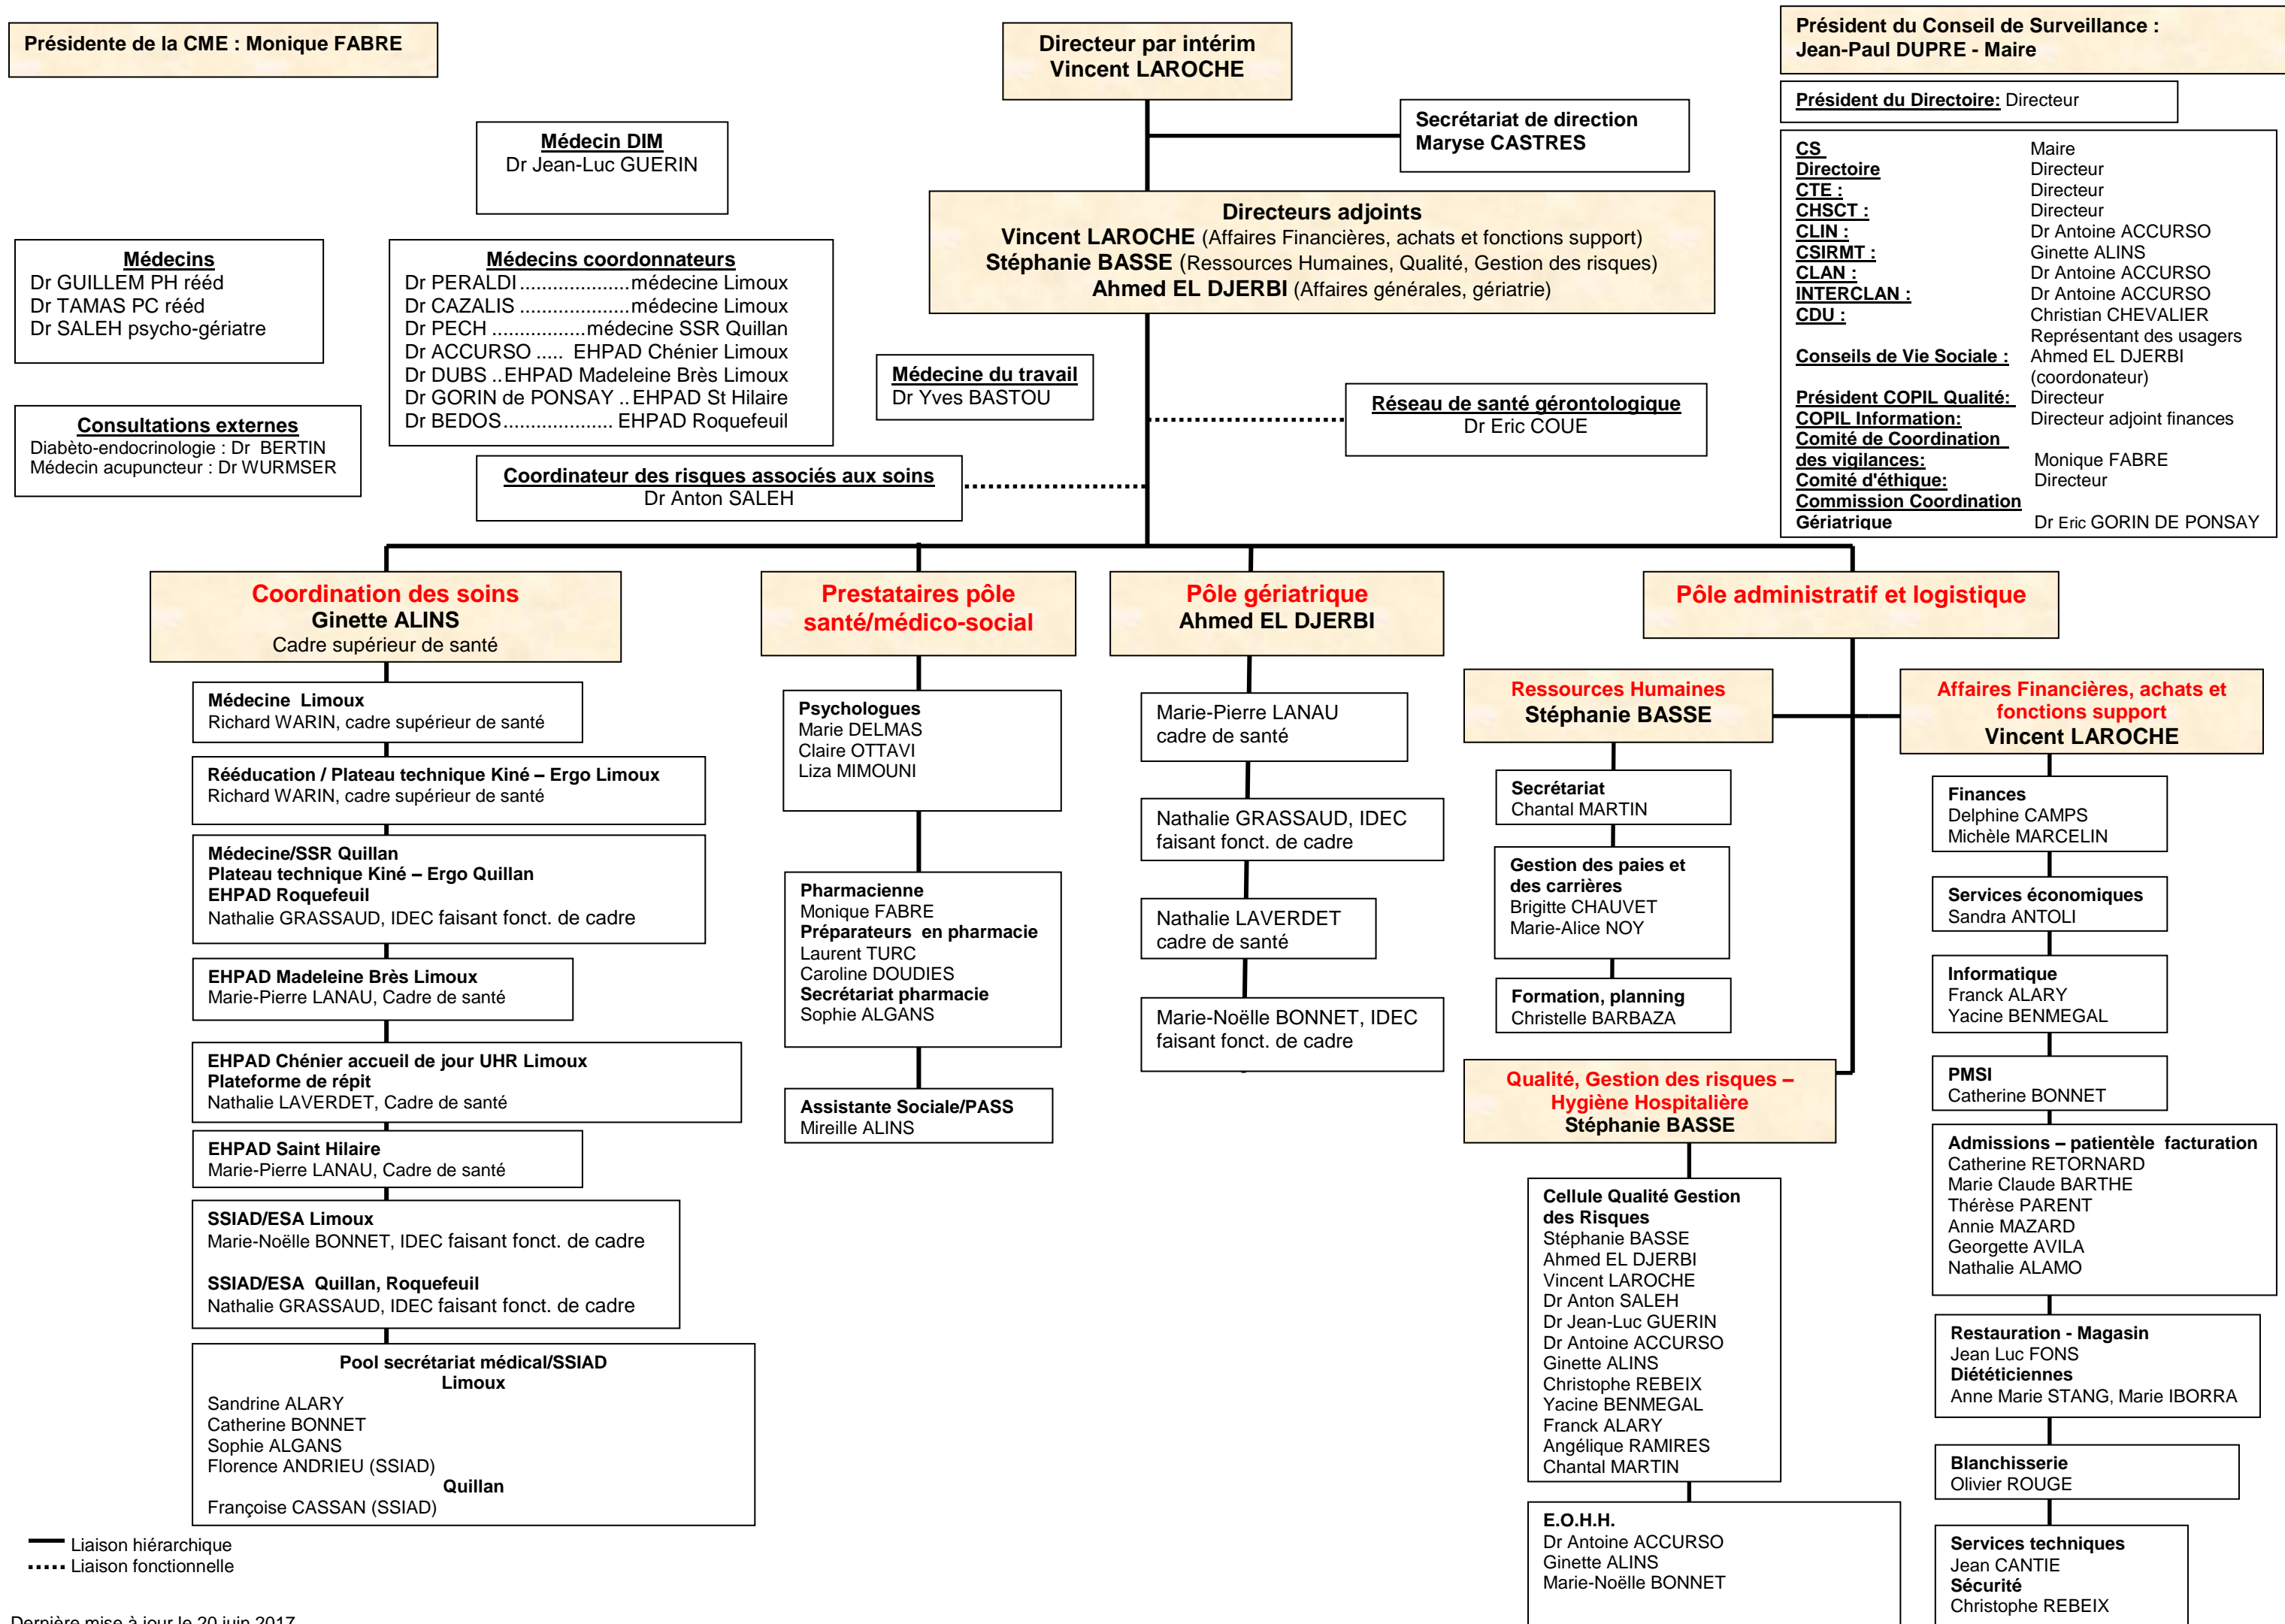 Présidente de la CME : Monique FABRE
Directeur par intérim
Vincent LAROCHE
Président du Conseil de Surveillance :
Jean-Paul DUPRE - Maire
Président du Directoire: Directeur
Secrétariat de direction
Maryse CASTRES
Médecin DIM
Dr Jean-Luc GUERIN
CS Maire
Directoire Directeur
CTE : Directeur
CHSCT : Directeur
CLIN : Dr Antoine ACCURSO
CSIRMT : Ginette ALINS
CLAN : Dr Antoine ACCURSO
INTERCLAN : Dr Antoine ACCURSO
CDU : Christian CHEVALIER
Représentant des usagers
Conseils de Vie Sociale : Ahmed EL DJERBI
(coordonateur)
Président COPIL Qualité: Directeur
COPIL Information: Directeur adjoint finances
Comité de Coordination
des vigilances: Monique FABRE
Comité d'éthique: Directeur
Commission Coordination
Gériatrique Dr Eric GORIN DE PONSAY
Directeurs adjoints
Vincent LAROCHE (Affaires Financières, achats et fonctions support)
Stéphanie BASSE (Ressources Humaines, Qualité, Gestion des risques)
Ahmed EL DJERBI (Affaires générales, gériatrie)
Médecins
Dr GUILLEM PH rééd
Dr TAMAS PC rééd
Dr SALEH psycho-gériatre
Médecins coordonnateurs
Dr PERALDI....................médecine Limoux
Dr CAZALIS ....................médecine Limoux
Dr PECH .................médecine SSR Quillan
Dr ACCURSO ..... EHPAD Chénier Limoux
Dr DUBS ..EHPAD Madeleine Brès Limoux
Dr GORIN de PONSAY ..EHPAD St Hilaire
Dr BEDOS.................... EHPAD Roquefeuil
Médecine du travail
Dr Yves BASTOU
Réseau de santé gérontologique
Dr Eric COUE
Consultations externes
Diabèto-endocrinologie : Dr BERTIN
Médecin acupuncteur : Dr WURMSER
Coordinateur des risques associés aux soins
Dr Anton SALEH
Coordination des soins
Ginette ALINS
Cadre supérieur de santé
Médecine Limoux
Richard WARIN, cadre supérieur de santé
Rééducation / Plateau technique Kiné – Ergo Limoux
Richard WARIN, cadre supérieur de santé
Médecine/SSR Quillan
Plateau technique Kiné – Ergo Quillan
EHPAD Roquefeuil
Nathalie GRASSAUD, IDEC faisant fonct. de cadre
EHPAD Madeleine Brès Limoux
Marie-Pierre LANAU, Cadre de santé
EHPAD Chénier accueil de jour UHR Limoux
Plateforme de répit
Nathalie LAVERDET, Cadre de santé
EHPAD Saint Hilaire
Marie-Pierre LANAU, Cadre de santé
SSIAD/ESA Limoux
Marie-Noëlle BONNET, IDEC faisant fonct. de cadre
SSIAD/ESA Quillan, Roquefeuil
Nathalie GRASSAUD, IDEC faisant fonct. de cadre
Pool secrétariat médical/SSIAD
Limoux
Sandrine ALARY
Catherine BONNET
Sophie ALGANS
Florence ANDRIEU (SSIAD)
Quillan
Françoise CASSAN (SSIAD)
Prestataires pôle
santé/médico-social
Psychologues
Marie DELMAS
Claire OTTAVI
Liza MIMOUNI
Pharmacienne
Monique FABRE
Préparateurs en pharmacie
Laurent TURC
Caroline DOUDIES
Secrétariat pharmacie
Sophie ALGANS
Assistante Sociale/PASS
Mireille ALINS
Pôle gériatrique
Ahmed EL DJERBI
Marie-Pierre LANAU
cadre de santé
Nathalie GRASSAUD, IDEC
faisant fonct. de cadre
Nathalie LAVERDET
cadre de santé
Marie-Noëlle BONNET, IDEC
faisant fonct. de cadre
Pôle administratif et logistique
Ressources Humaines
Stéphanie BASSE
Secrétariat
Chantal MARTIN
Gestion des paies et
des carrières
Brigitte CHAUVET
Marie-Alice NOY
Formation, planning
Christelle BARBAZA
Qualité, Gestion des risques –
Hygiène Hospitalière
Stéphanie BASSE
Cellule Qualité Gestion
des Risques
Stéphanie BASSE
Ahmed EL DJERBI
Vincent LAROCHE
Dr Anton SALEH
Dr Jean-Luc GUERIN
Dr Antoine ACCURSO
Ginette ALINS
Christophe REBEIX
Yacine BENMEGAL
Franck ALARY
Angélique RAMIRES
Chantal MARTIN
E.O.H.H.
Dr Antoine ACCURSO
Ginette ALINS
Marie-Noëlle BONNET
Affaires Financières, achats et
fonctions support
Vincent LAROCHE
Finances
Delphine CAMPS
Michèle MARCELIN
Services économiques
Sandra ANTOLI
Informatique
Franck ALARY
Yacine BENMEGAL
PMSI
Catherine BONNET
Admissions – patientèle facturation
Catherine RETORNARD
Marie Claude BARTHE
Thérèse PARENT
Annie MAZARD
Georgette AVILA
Nathalie ALAMO
Restauration - Magasin
Jean Luc FONS
Diététiciennes
Anne Marie STANG, Marie IBORRA
Blanchisserie
Olivier ROUGE
Services techniques
Jean CANTIE
Sécurité
Christophe REBEIX
Liaison hiérarchique
Liaison fonctionnelle
Dernière mise à jour le 20 juin 2017